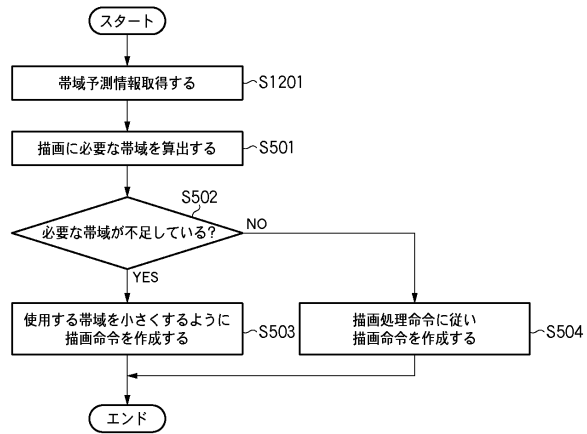 スタート
帯域予測情報取得する
S1201
描画に必要な帯域を算出する
S501
S502
必要な帯域が不足している?
NO
YES
使用する帯域を小さくするように
描画命令を作成する
S503
描画処理命令に従い
描画命令を作成する
S504
エンド